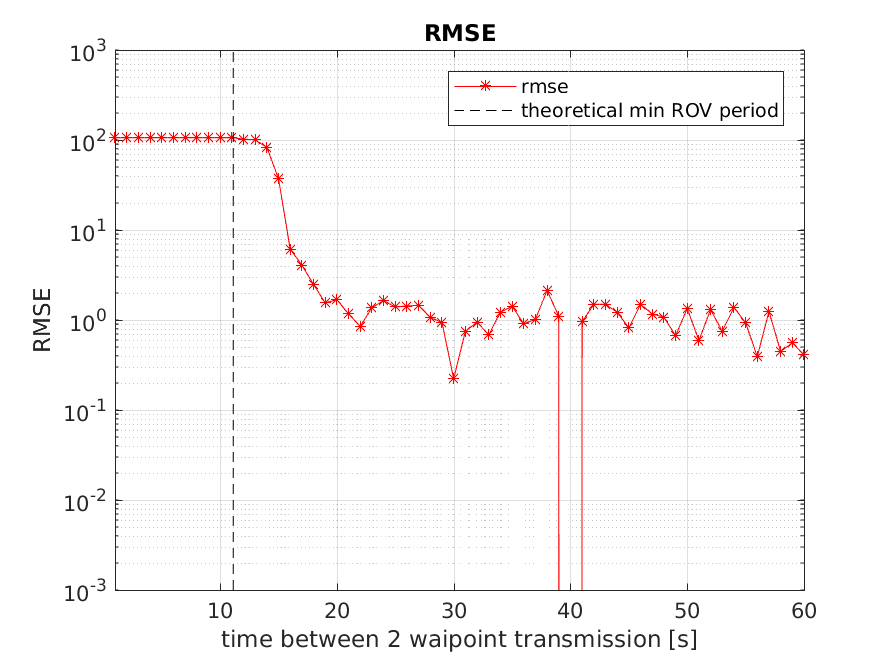 RMSE
rmse
theoretical min ROV period
10^3
10^2
10^1
10^0
10^-1
10^-2
10^-3
RMSE
10 20 30 40 50 60
time between 2 waipoint transmission [s]